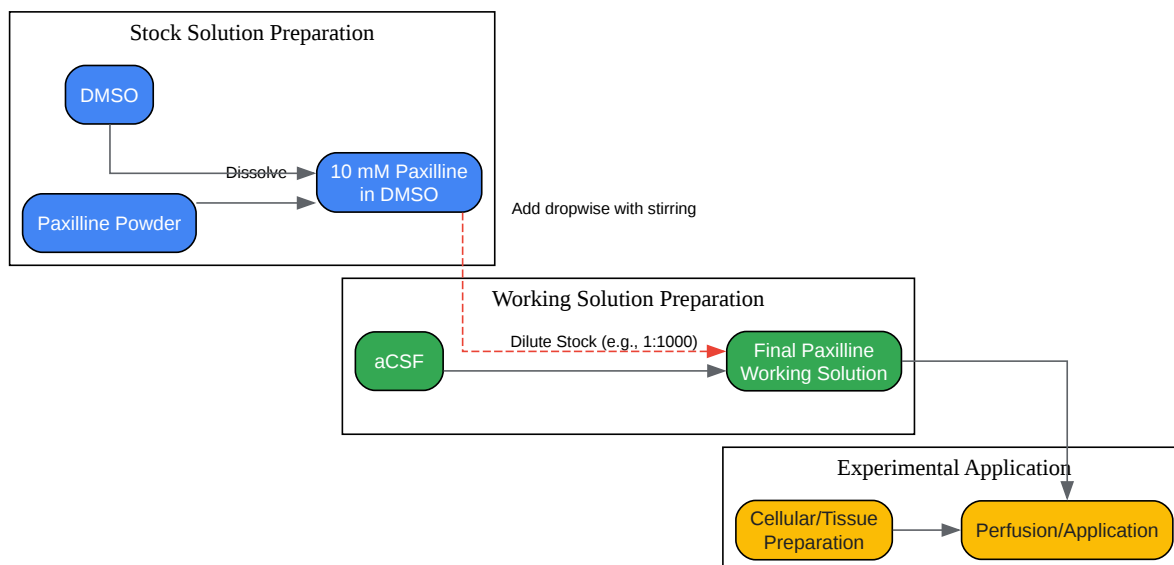 Stock Solution Preparation
DMSO
Dissolve
10 mM Paxilline
in DMSO
Paxilline Powder
Add dropwise with stirring
Working Solution Preparation
Dilute Stock (e.g., 1:1000)
aCSF
Final Paxilline
Working Solution
Experimental Application
Cellular/Tissue
Preparation
Perfusion/Application